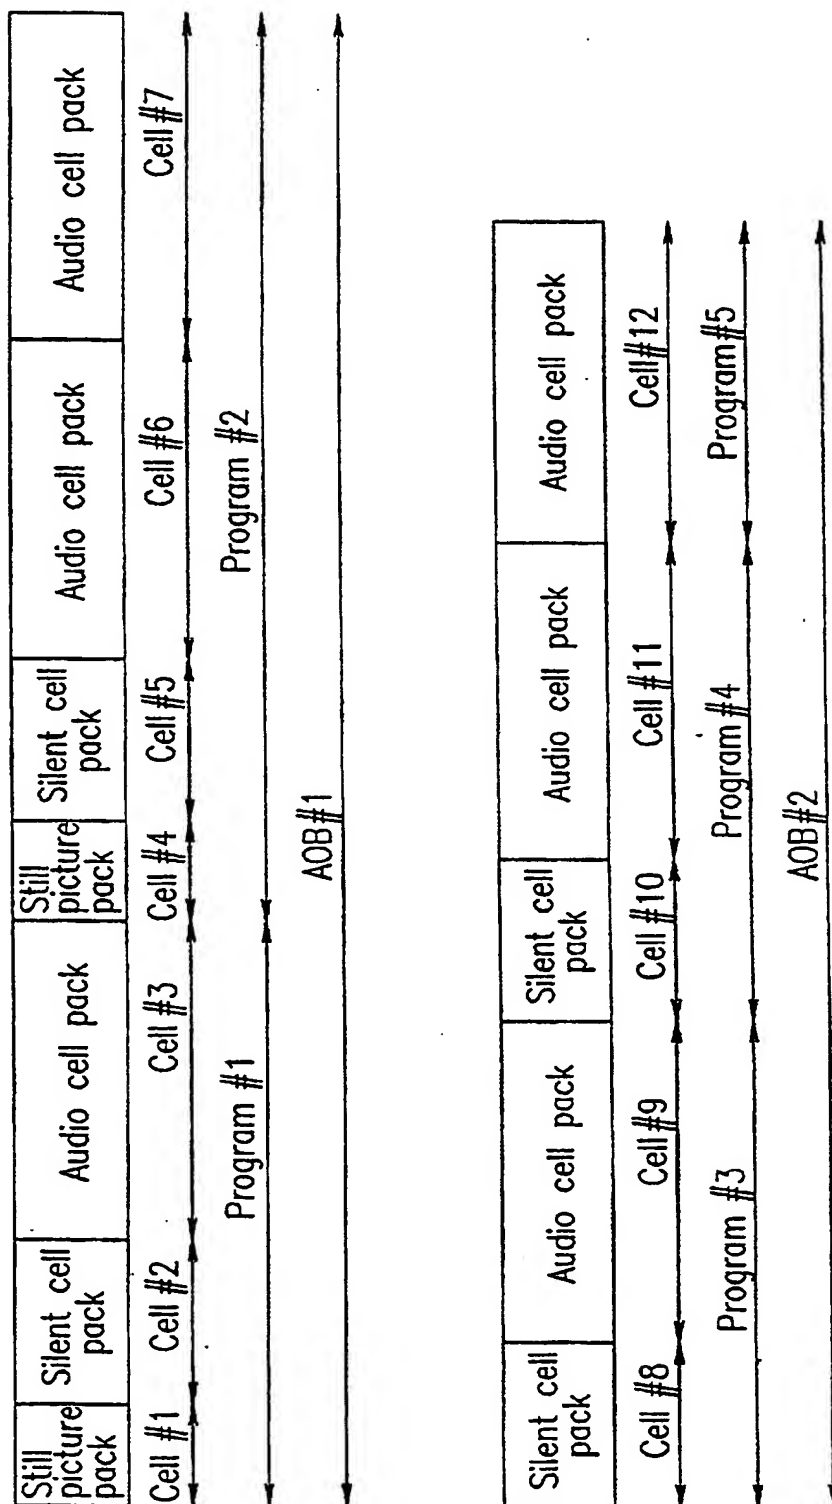 Still
picture
pack
Silent cell
pack
Audio cell pack
Still
picture
pack
Silent cell
pack
Audio cell pack
Audio cell pack
Cell #1
Cell #2
Cell #3
Cell #4
Cell #5
Cell #6
Cell #7
Program #1
Program #2
AOB#1
Silent cell
pack
Audio cell pack
Silent cell
pack
Audio cell pack
Audio cell pack
Cell #8
Cell#9
Cell #10
Cell #11
Cell#12
Program #3
Program #4
Program#5
AOB#2